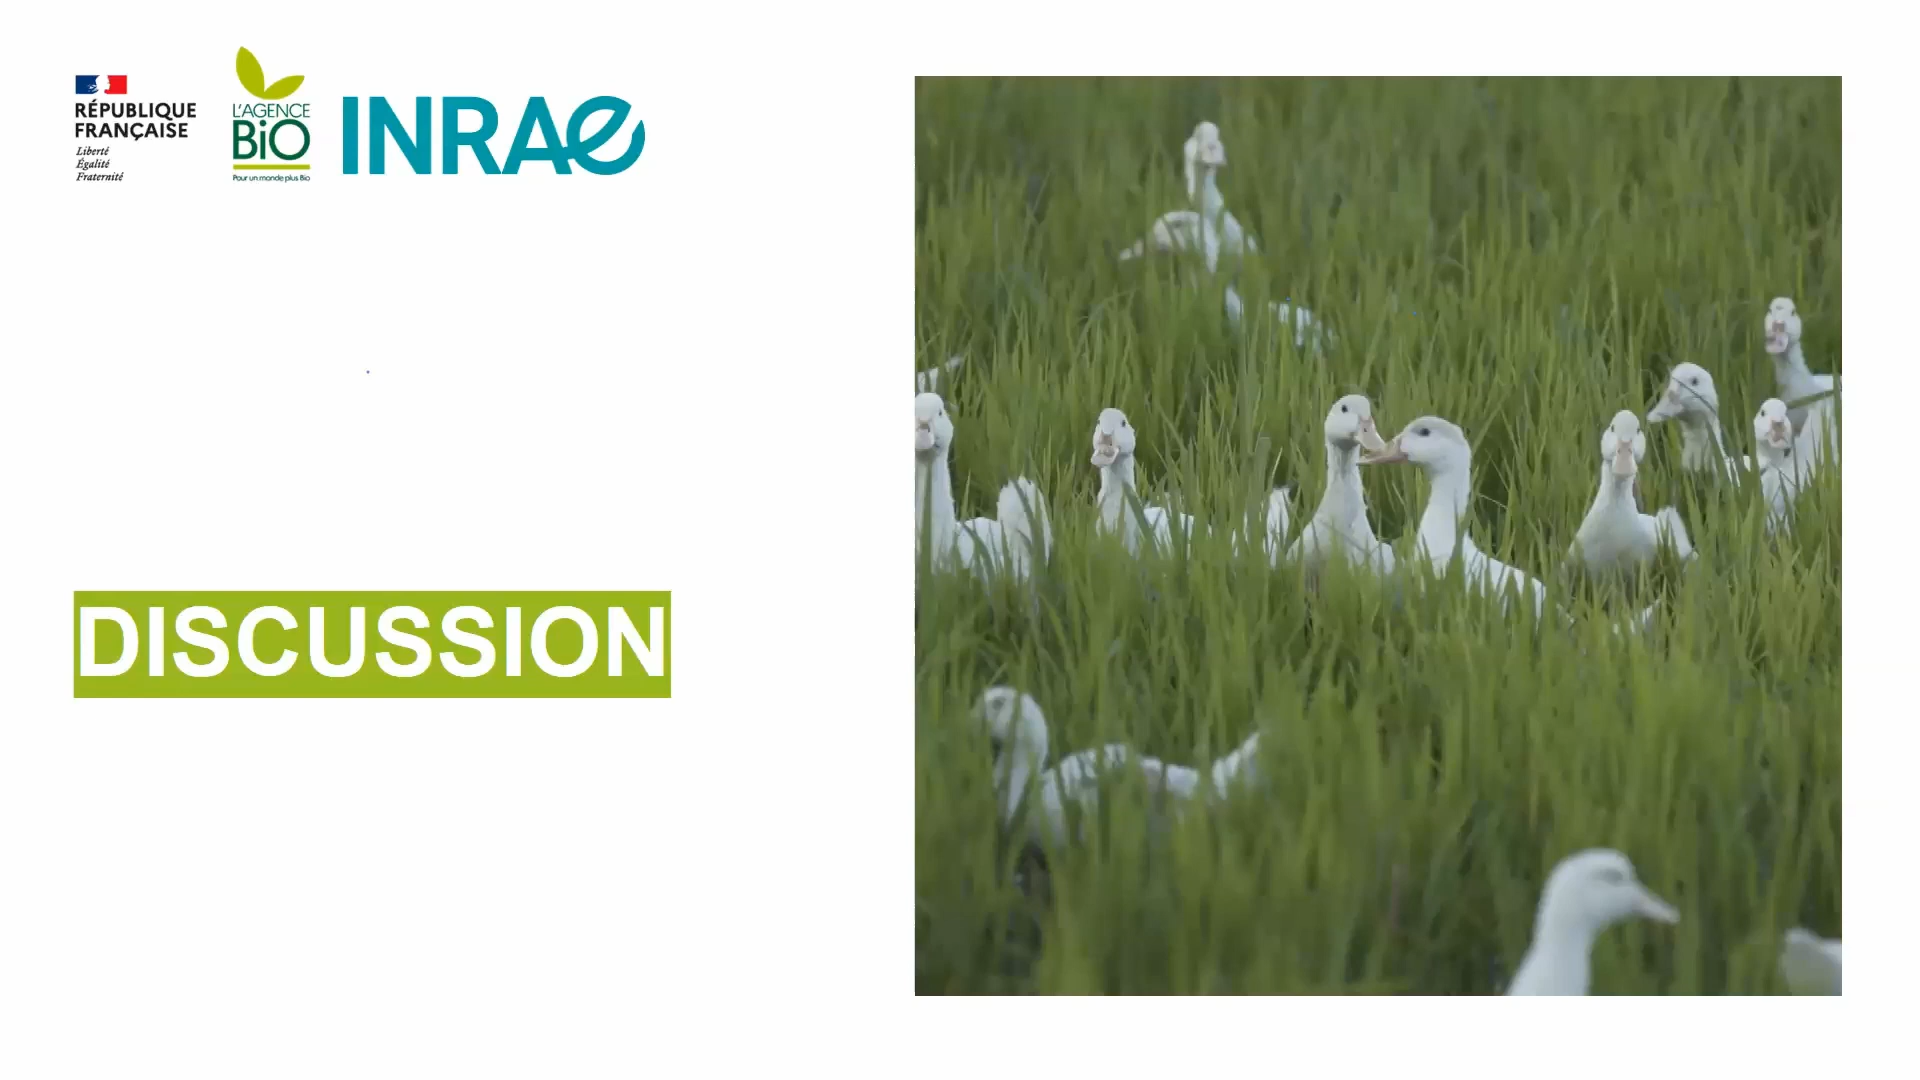 RÉPUBLIQUE
FRANÇAISE
Liberté
Égalité
Fraternité
L'AGENCE
BiO
Pour un monde plus Bio
INRAE
DISCUSSION